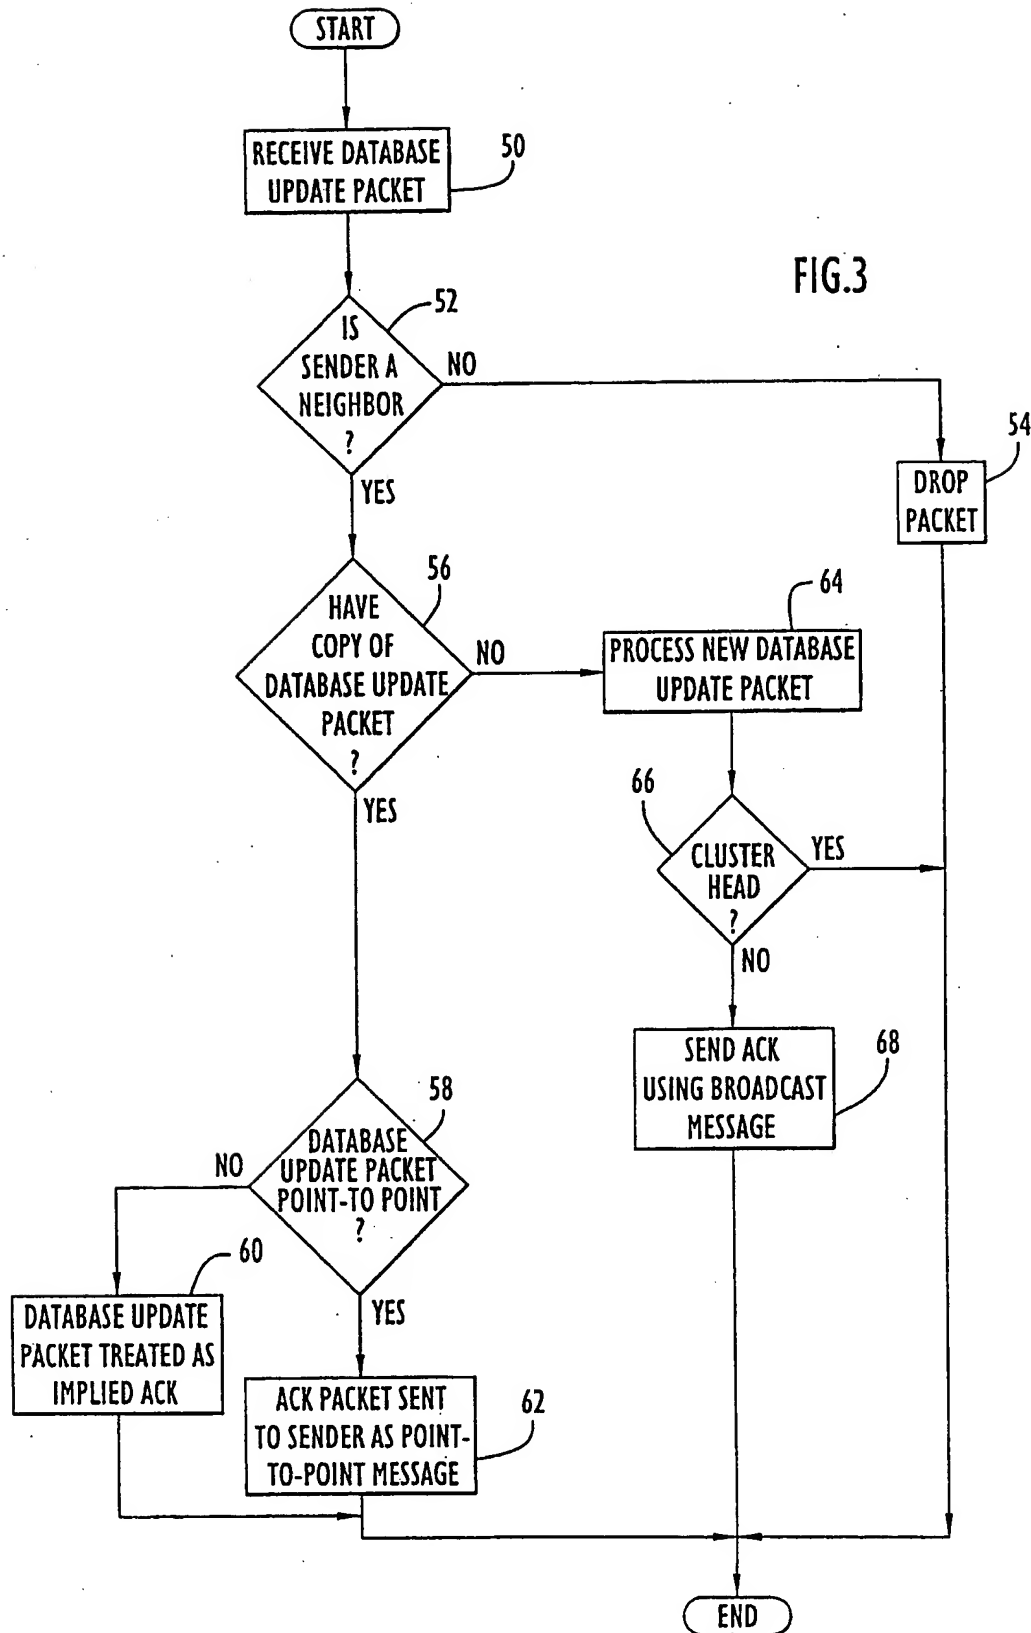 START
RECEIVE DATABASE
UPDATE PACKET
50
FIG.3
52
IS
SENDER A
NEIGHBOR
?
NO
YES
54
DROP
PACKET
56
HAVE
COPY OF
DATABASE UPDATE
PACKET
?
NO
YES
64
PROCESS NEW DATABASE
UPDATE PACKET
66
CLUSTER
HEAD
?
YES
NO
68
SEND ACK
USING BROADCAST
MESSAGE
58
DATABASE
UPDATE PACKET
POINT-TO POINT
?
NO
YES
60
DATABASE UPDATE
PACKET TREATED AS
IMPLIED ACK
62
ACK PACKET SENT
TO SENDER AS POINT-
TO-POINT MESSAGE
END